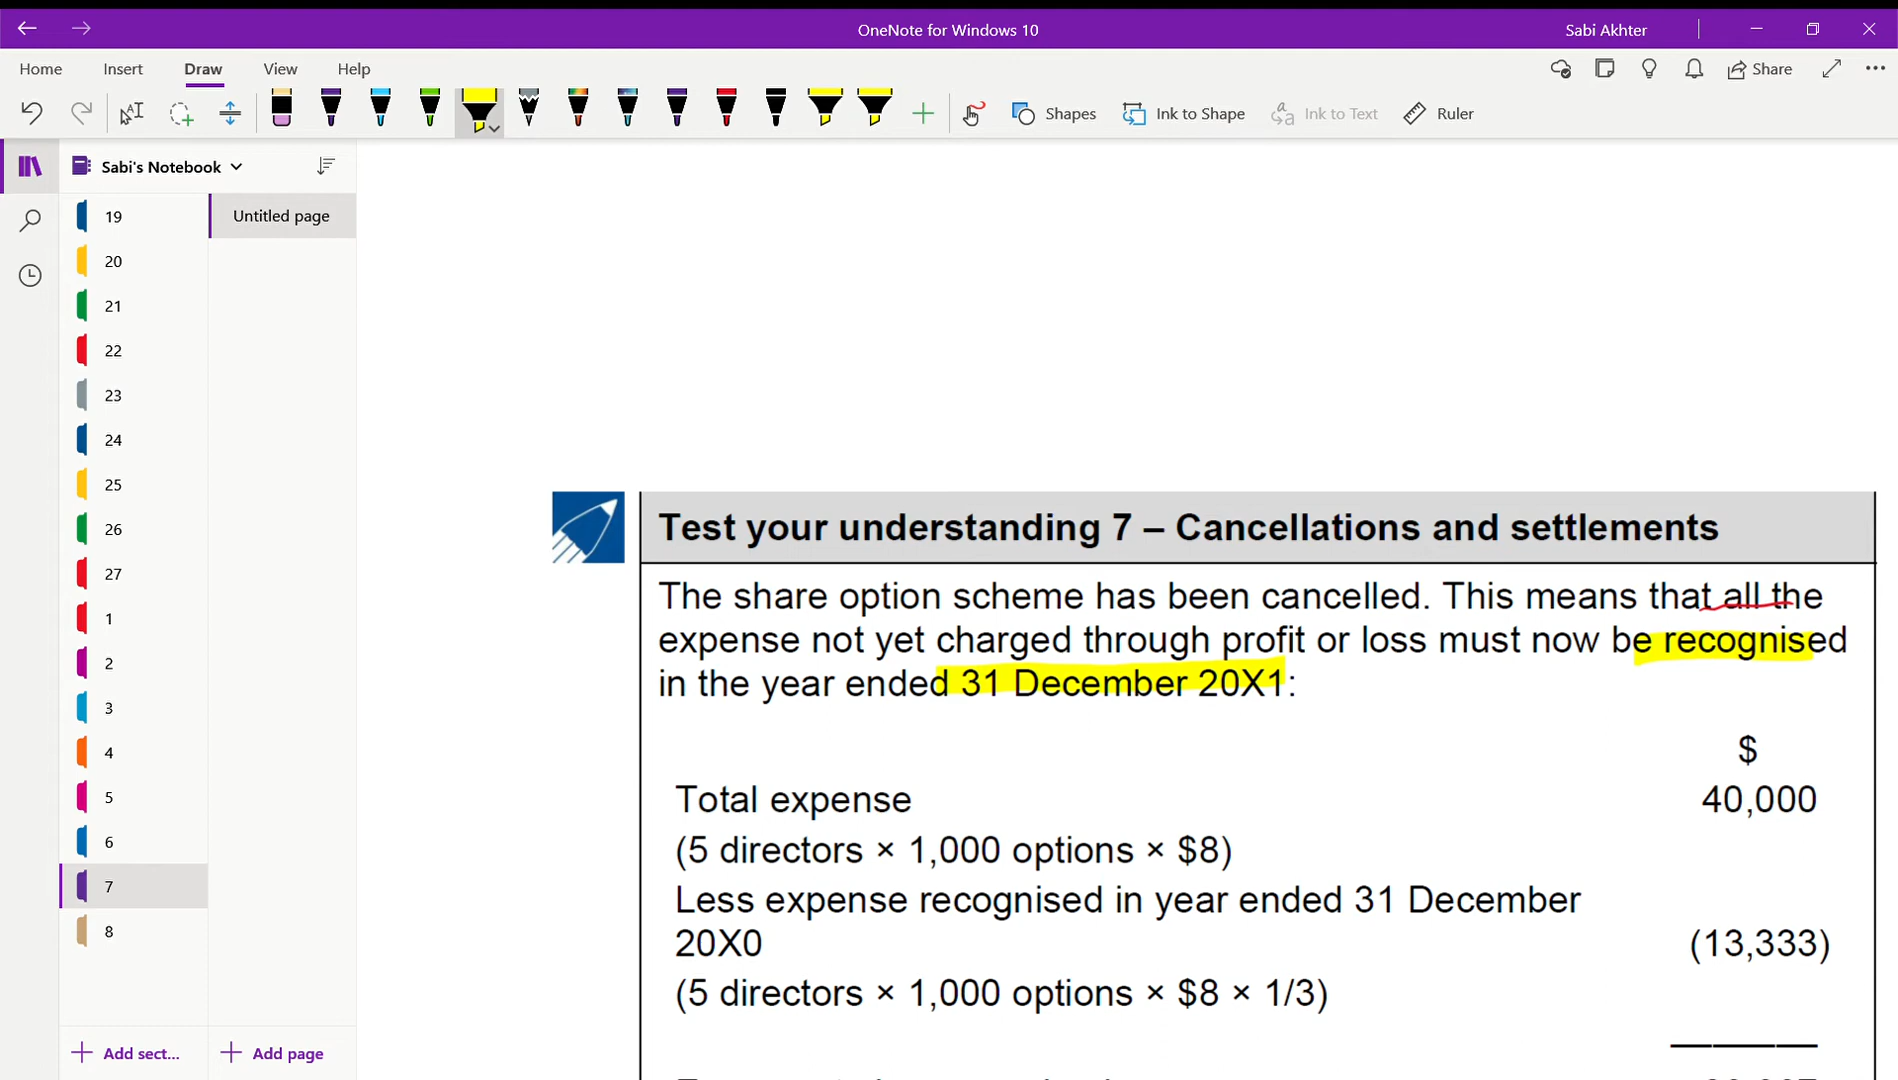 OneNote for Windows 10
Sabi Akhter
Home Insert Draw View Help
Share
Shapes Ink to Shape Ink to Text Ruler
Sabi's Notebook
Untitled page
19
20
21
22
23
24
25
26
27
1
2
3
4
5
6
7
8
Add sect...
Add page
Test your understanding 7 – Cancellations and settlements
The share option scheme has been cancelled. This means that all the
expense not yet charged through profit or loss must now be recognised
in the year ended 31 December 20X1:
$
Total expense 40,000
(5 directors × 1,000 options × $8)
Less expense recognised in year ended 31 December
20X0 (13,333)
(5 directors × 1,000 options × $8 × 1/3)